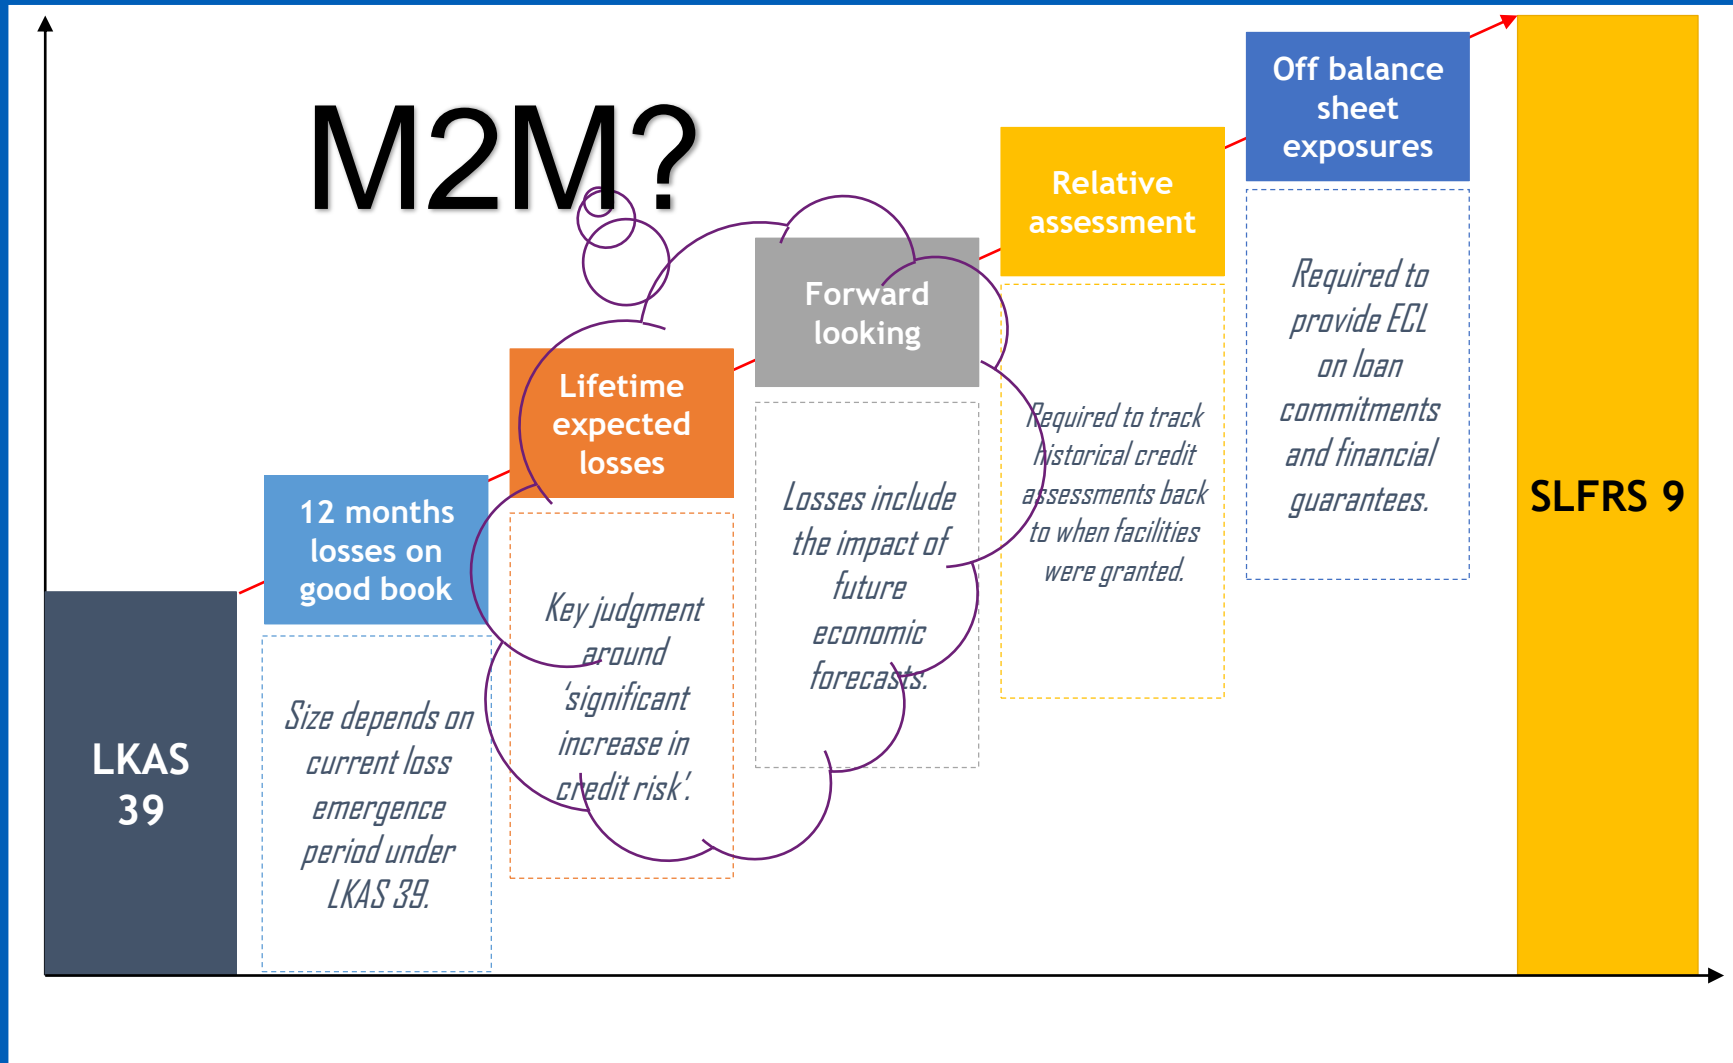 M2M?
LKAS
39
12 months
losses on
good book
Size depends on
current loss
emergence
period under
LKAS 39.
Lifetime
expected
losses
Key judgment
around
‘significant
increase in
credit risk’.
Forward
looking
Losses include
the impact of
future
economic
forecasts.
Relative
assessment
Required to track
historical credit
assessments back
to when facilities
were granted.
Off balance
sheet
exposures
Required to
provide ECL
on loan
commitments
and financial
guarantees.
SLFRS 9